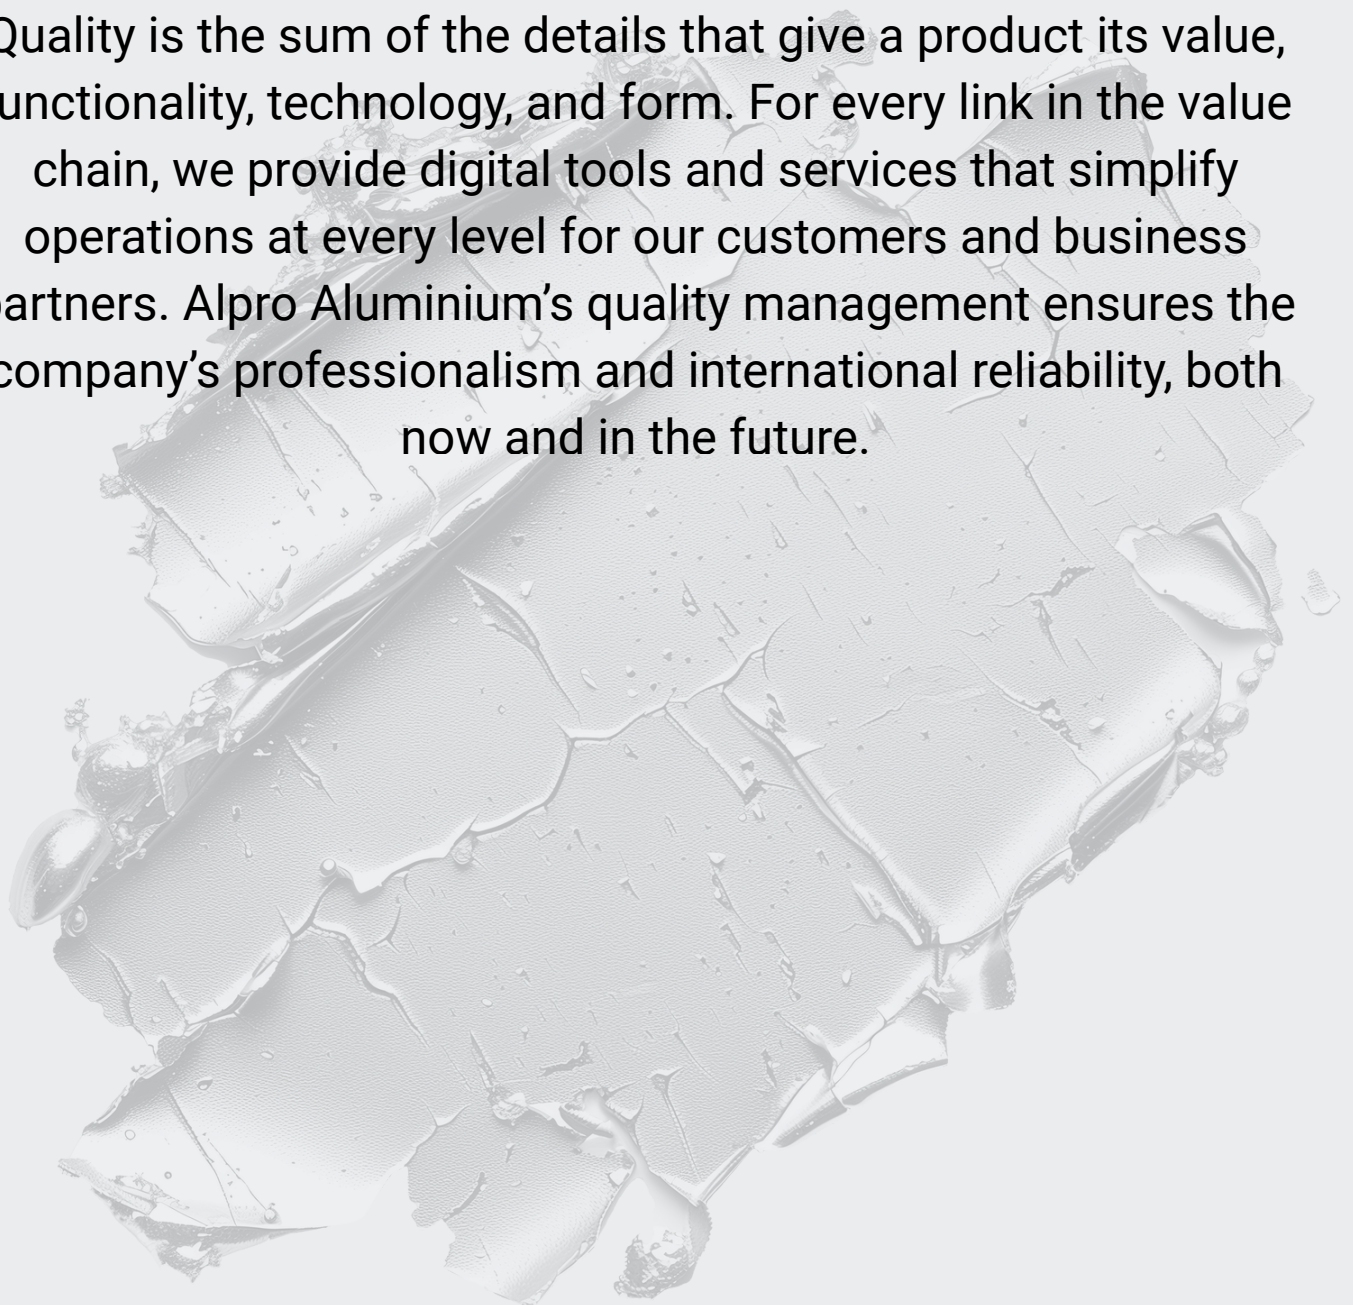 Quality is the sum of the details that give a product its value,
unctionality, technology, and form. For every link in the value
chain, we provide digital tools and services that simplify
operations at every level for our customers and business
partners. Alpro Aluminium’s quality management ensures the
company’s professionalism and international reliability, both
now and in the future.